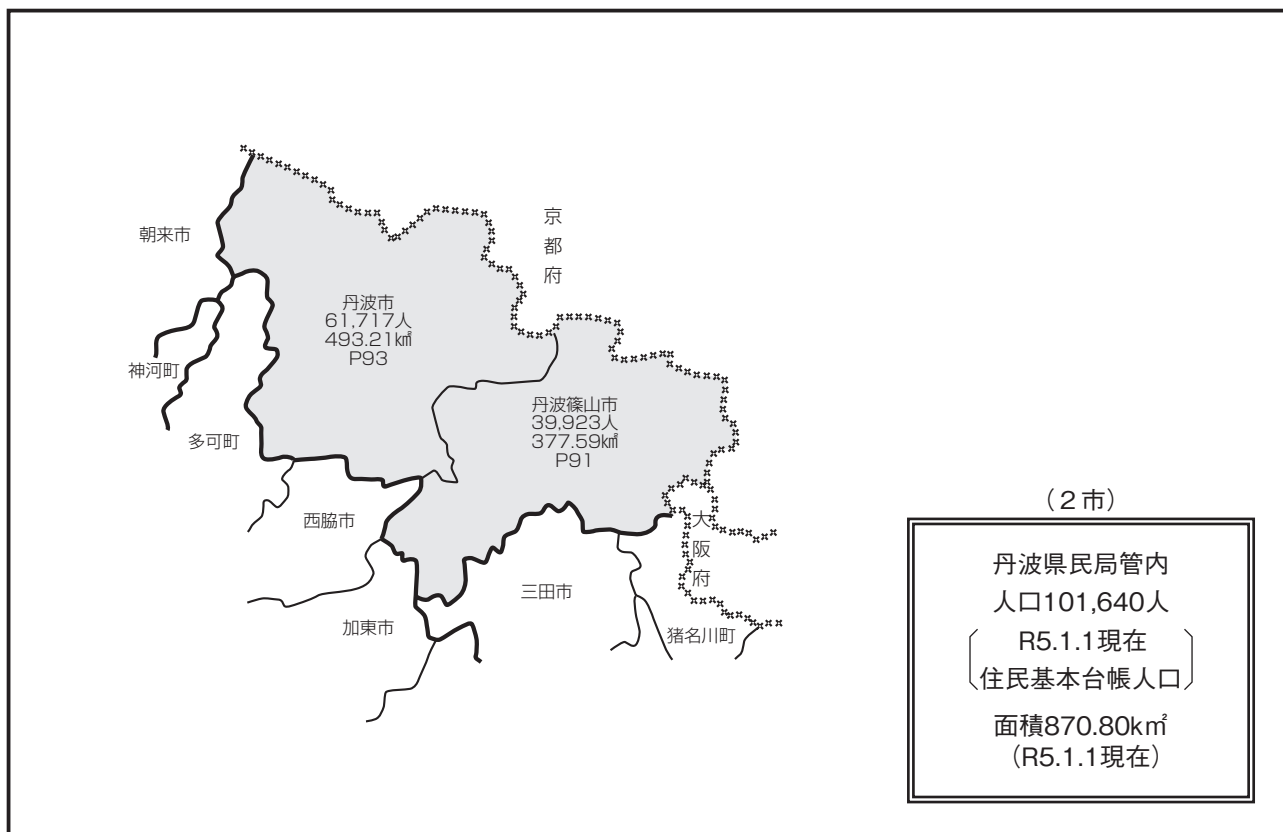 京都府
朝来市
丹波市
61,717人
493.21k㎡
P93
神河町
丹波篠山市
39,923人
377.59k㎡
P91
多可町
西脇市
大阪府
三田市
加東市
猪名川町
（２市）
丹波県民局管内
人口101,640人
R5.1.1現在
住民基本台帳人口
面積870.80k㎡
（R5.1.1現在）